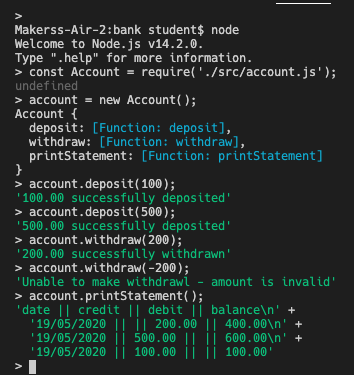 >
Makerss-Air-2:bank student$ node
Welcome to Node.js v14.2.0.
Type ".help" for more information.
> const Account = require('./src/account.js');
undefined
> account = new Account();
Account {
  deposit: [Function: deposit],
  withdraw: [Function: withdraw],
  printStatement: [Function: printStatement]
}
> account.deposit(100);
'100.00 successfully deposited'
> account.deposit(500);
'500.00 successfully deposited'
> account.withdraw(200);
'200.00 successfully withdrawn'
> account.withdraw(-200);
'Unable to make withdrawl - amount is invalid'
> account.printStatement();
'date || credit || debit || balance\n' +
  '19/05/2020 || || 200.00 || 400.00\n' +
  '19/05/2020 || 500.00 || || 600.00\n' +
  '19/05/2020 || 100.00 || || 100.00'
>